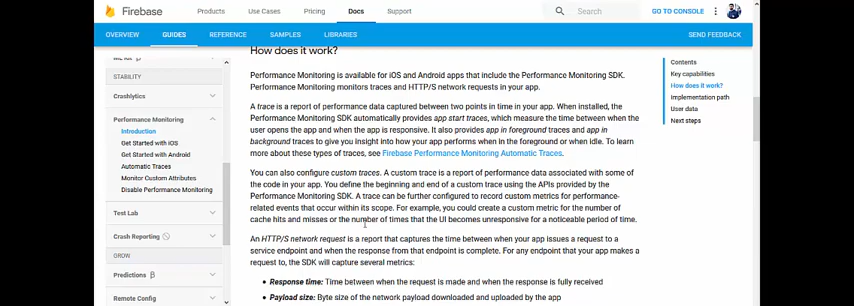 Firebase
Products Use Cases Pricing Docs Support
Search
GO TO CONSOLE
OVERVIEW GUIDES REFERENCE SAMPLES LIBRARIES
SEND FEEDBACK
STABILITY
Crashlytics
Performance Monitoring
Introduction
Get Started with iOS
Get Started with Android
Automatic Traces
Monitor Custom Attributes
Disable Performance Monitoring
Test Lab
Crash Reporting
GROW
Predictions β
Remote Config
How does it work?
Performance Monitoring is available for iOS and Android apps that include the Performance Monitoring SDK.
Performance Monitoring monitors traces and HTTP/S network requests in your app.
A trace is a report of performance data captured between two points in time in your app. When installed, the
Performance Monitoring SDK automatically provides app start traces, which measure the time between when the
user opens the app and when the app is responsive. It also provides app in foreground traces and app in
background traces to give you insight into how your app performs when in the foreground or when idle. To learn
more about these types of traces, see Firebase Performance Monitoring Automatic Traces.
You can also configure custom traces. A custom trace is a report of performance data associated with some of
the code in your app. You define the beginning and end of a custom trace using the APIs provided by the
Performance Monitoring SDK. A trace can be further configured to record custom metrics for performance-
related events that occur within its scope. For example, you could create a custom metric for the number of
cache hits and misses or the number of times that the UI becomes unresponsive for a noticeable period of time.
An HTTP/S network request is a report that captures the time between when your app issues a request to a
service endpoint and when the response from that endpoint is complete. For any endpoint that your app makes a
request to, the SDK will capture several metrics:
• Response time: Time between when the request is made and when the response is fully received
• Payload size: Byte size of the network payload downloaded and uploaded by the app
Contents
Key capabilities
How does it work?
Implementation path
User data
Next steps